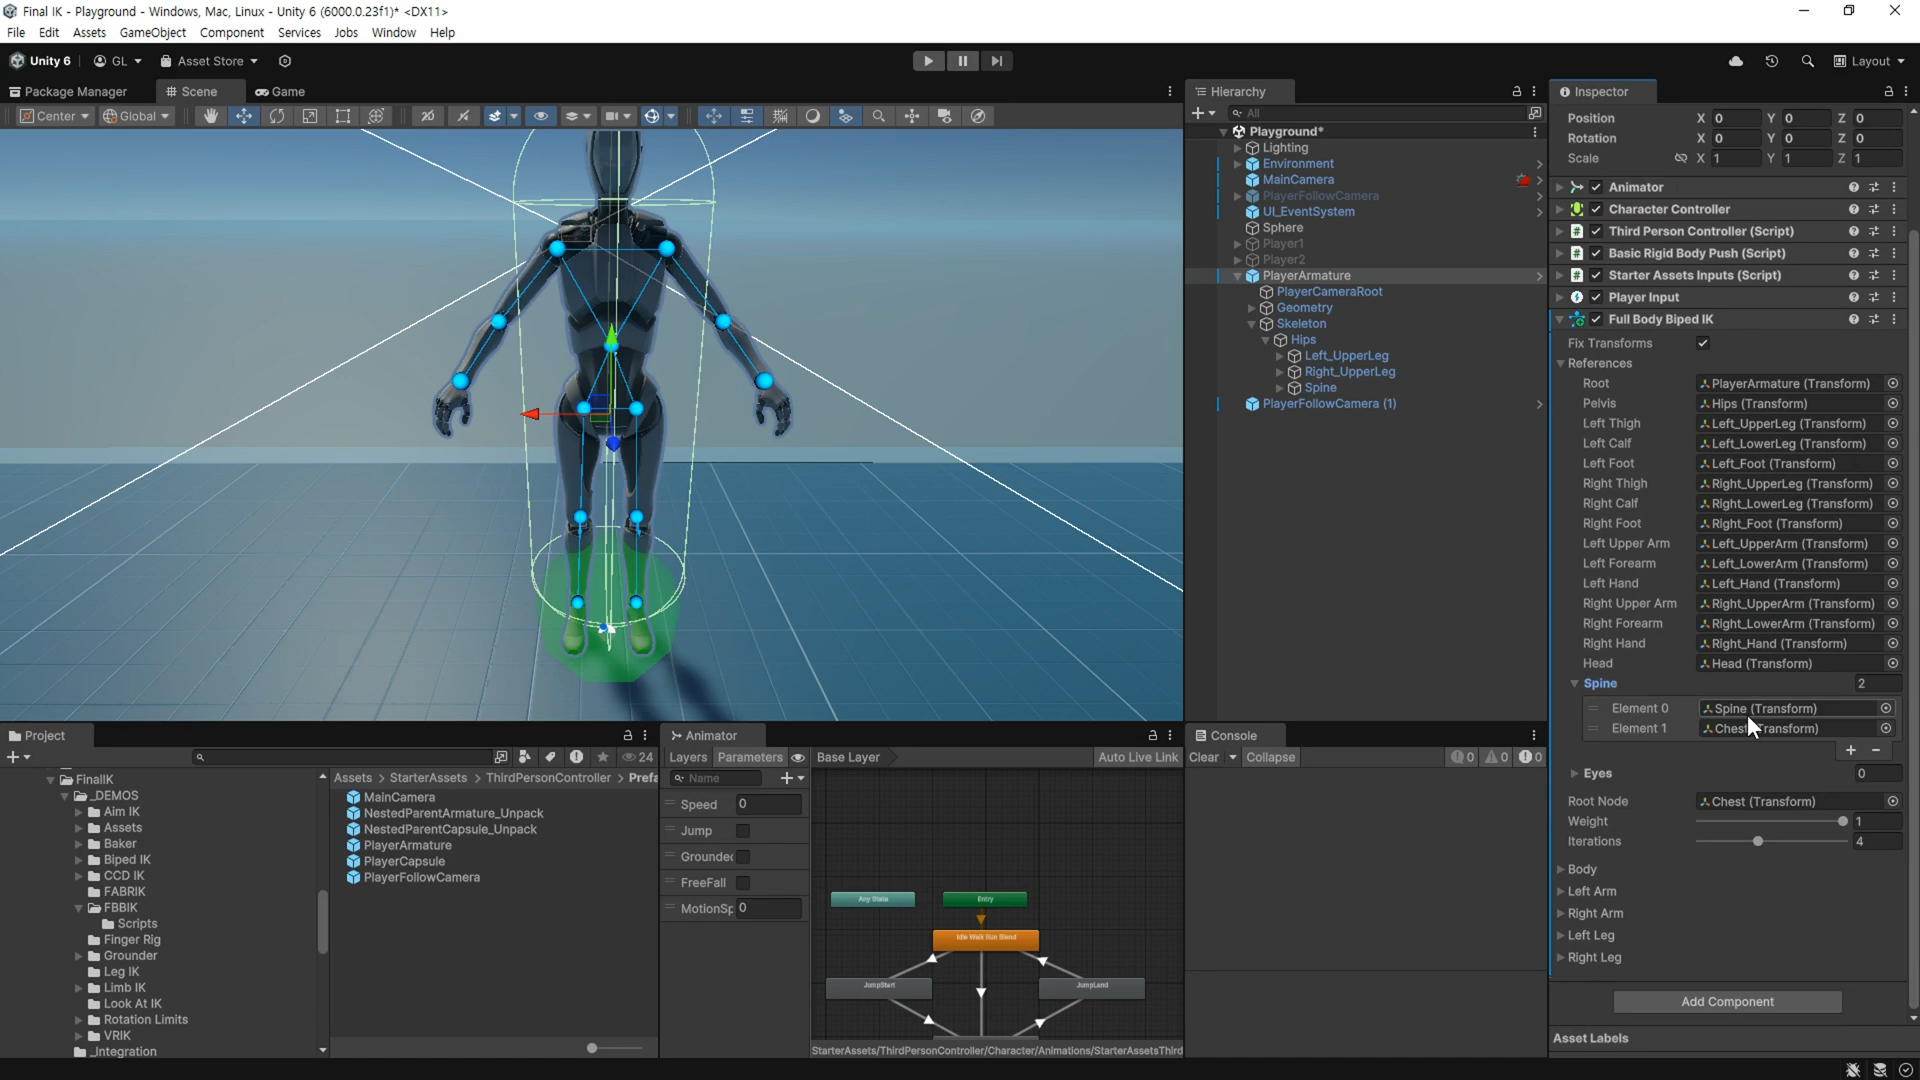 Final IK - Playground - Windows, Mac, Linux - Unity 6 (6000.0.23f1)* <DX11>
File Edit Assets GameObject Component Services Jobs Window Help
Unity 6 GL Asset Store Layout
Package Manager Scene Game
Center Global
Hierarchy
All
Playground*
Lighting
Environment
MainCamera
PlayerFollowCamera
UI_EventSystem
Sphere
Player1
Player2
PlayerArmature
PlayerCameraRoot
Geometry
Skeleton
Hips
Left_UpperLeg
Right_UpperLeg
Spine
PlayerFollowCamera (1)
Inspector
Position X 0 Y 0 Z 0
Rotation X 0 Y 0 Z 0
Scale X 1 Y 1 Z 1
Animator
Character Controller
Third Person Controller (Script)
Basic Rigid Body Push (Script)
Starter Assets Inputs (Script)
Player Input
Full Body Biped IK
Fix Transforms
References
Root PlayerArmature (Transform)
Pelvis Hips (Transform)
Left Thigh Left_UpperLeg (Transform)
Left Calf Left_LowerLeg (Transform)
Left Foot Left_Foot (Transform)
Right Thigh Right_UpperLeg (Transform)
Right Calf Right_LowerLeg (Transform)
Right Foot Right_Foot (Transform)
Left Upper Arm Left_UpperArm (Transform)
Left Forearm Left_LowerArm (Transform)
Left Hand Left_Hand (Transform)
Right Upper Arm Right_UpperArm (Transform)
Right Forearm Right_LowerArm (Transform)
Right Hand Right_Hand (Transform)
Head Head (Transform)
Spine 2
Element 0 Spine (Transform)
Element 1 Chest (Transform)
Eyes 0
Root Node Chest (Transform)
Weight 1
Iterations 4
Body
Left Arm
Right Arm
Left Leg
Right Leg
Add Component
Asset Labels
Project
24
FinalIK
_DEMOS
Aim IK
Assets
Baker
Biped IK
CCD IK
FABRIK
FBBIK
Scripts
Finger Rig
Grounder
Leg IK
Limb IK
Look At IK
Rotation Limits
VRIK
_Integration
Assets > StarterAssets > ThirdPersonController > Prefa
MainCamera
NestedParentArmature_Unpack
NestedParentCapsule_Unpack
PlayerArmature
PlayerCapsule
PlayerFollowCamera
Animator
Layers Parameters Base Layer Auto Live Link
Name
Speed 0
Jump
Grounded
FreeFall
MotionSp 0
Any State Entry
Idle Walk Run Blend
JumpStart JumpLand
StarterAssets/ThirdPersonController/Character/Animations/StarterAssetsThird
Console
Clear Collapse 0 0 0